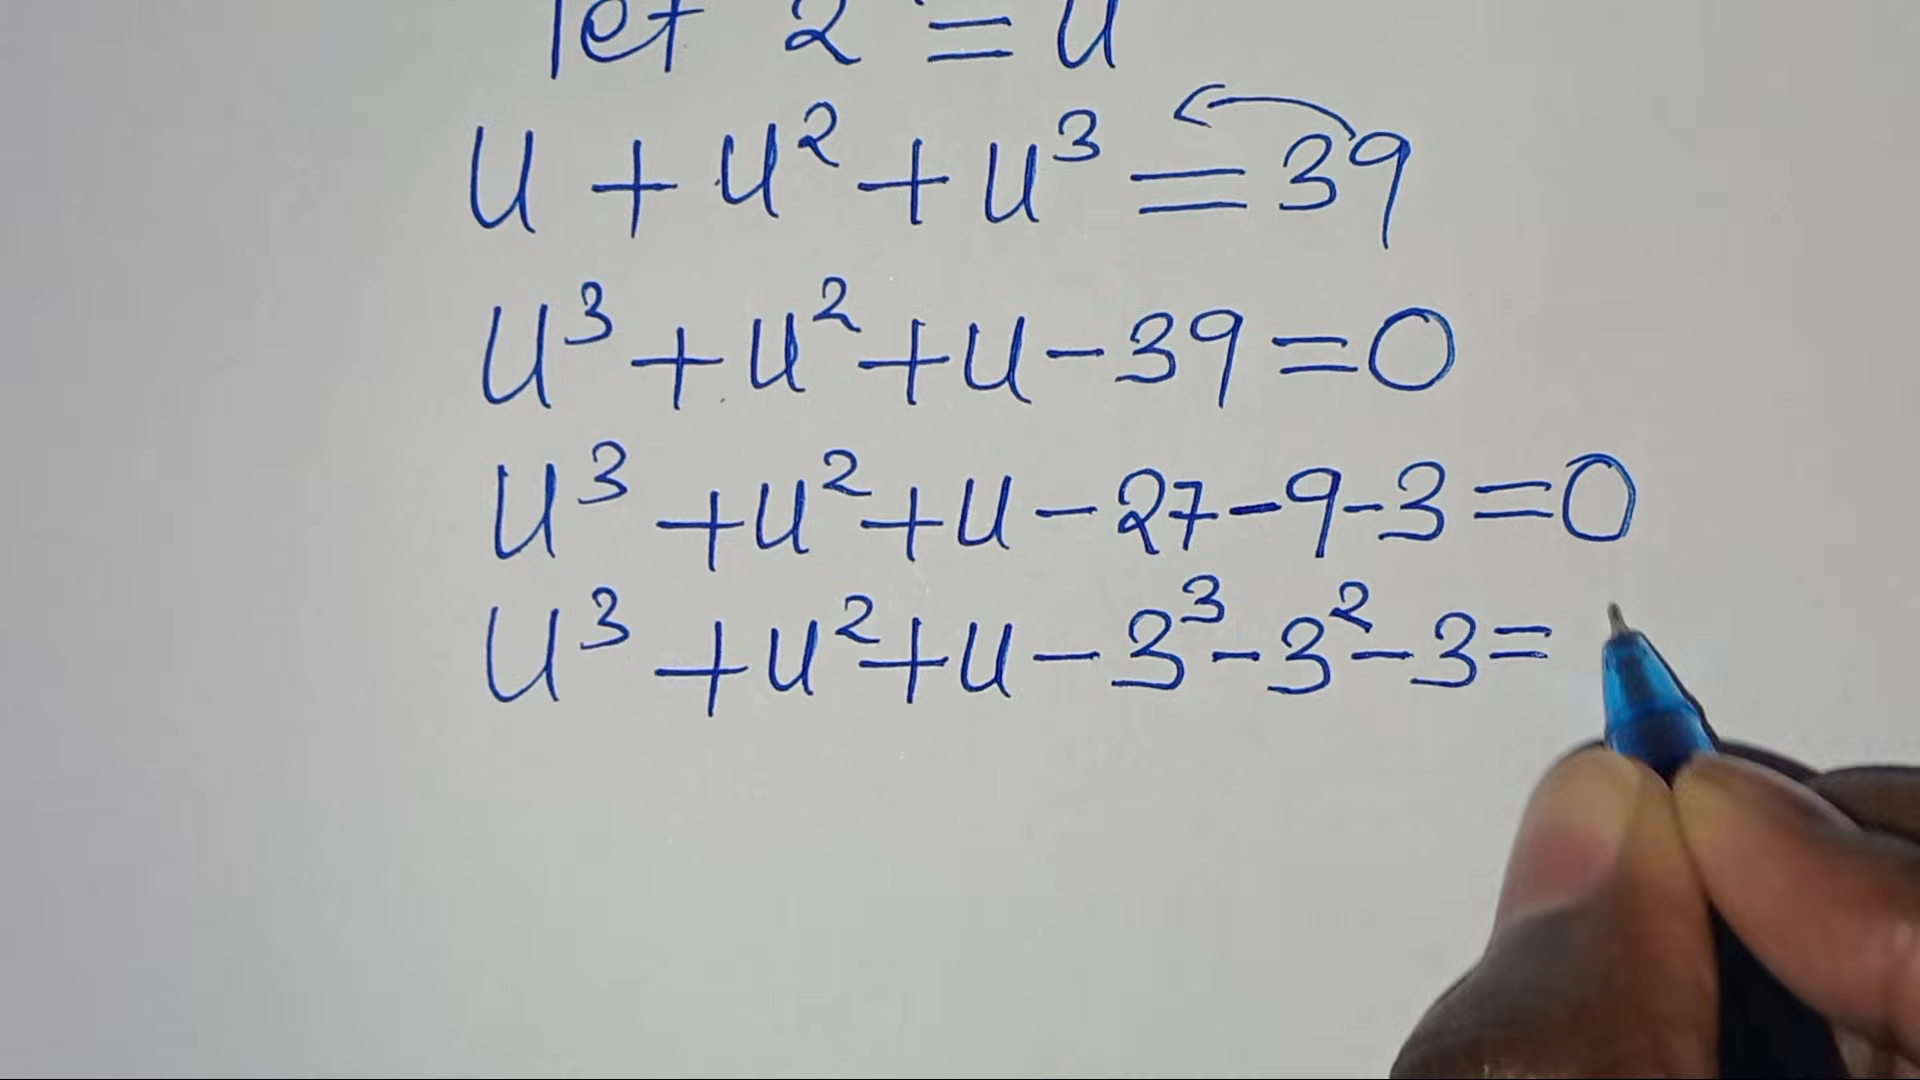 let 2 = u
u + u² + u³ = 39
u³ + u² + u - 39 = 0
u³ + u² + u - 27 - 9 - 3 = 0
u³ + u² + u - 3³ - 3² - 3 =